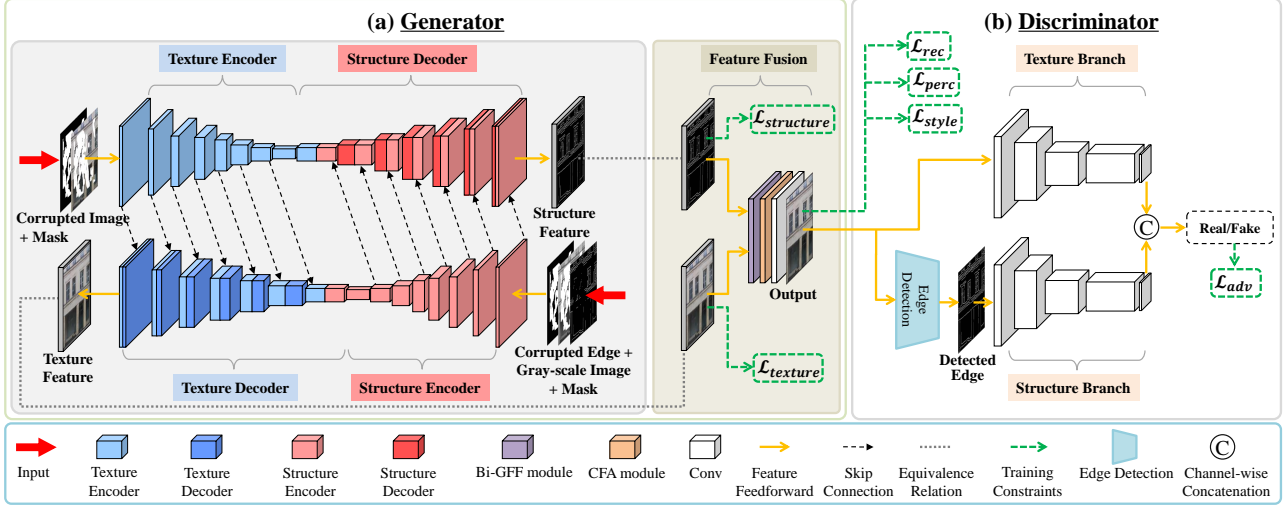 (a) Generator
(b) Discriminator
Texture Encoder
Structure Decoder
Feature Fusion
Texture Branch
ℒrec
ℒperc
ℒstyle
ℒstructure
Corrupted Image
+ Mask
Structure
Feature
Output
C
Real/Fake
ℒadv
Edge
Detection
Detected
Edge
Texture
Feature
Corrupted Edge +
Gray-scale Image
+ Mask
ℒtexture
Texture Decoder
Structure Encoder
Structure Branch
Input
Texture
Encoder
Texture
Decoder
Structure
Encoder
Structure
Decoder
Bi-GFF module
CFA module
Conv
Feature
Feedforward
Skip
Connection
Equivalence
Relation
Training
Constraints
Edge Detection
C
Channel-wise
Concatenation